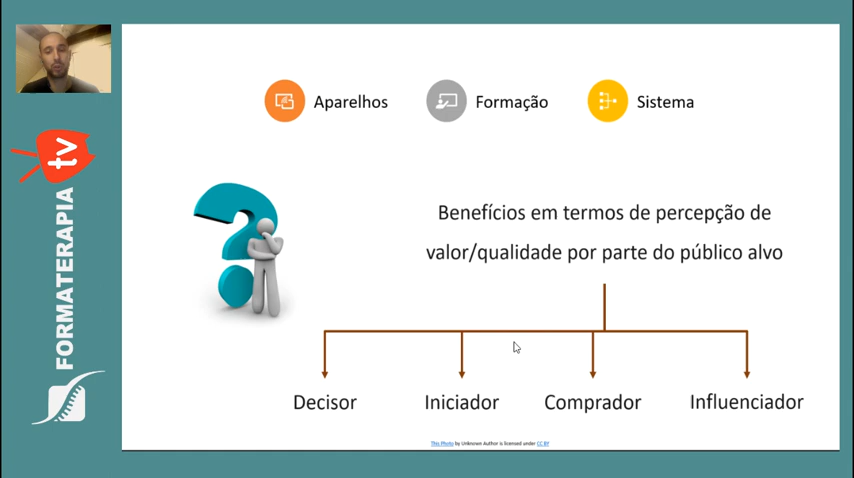 tv
FORMATERAPIA
Aparelhos
Formação
Sistema
Benefícios em termos de percepção de
valor/qualidade por parte do público alvo
Decisor
Iniciador
Comprador
Influenciador
This Photo by Unknown Author is licensed under CC BY